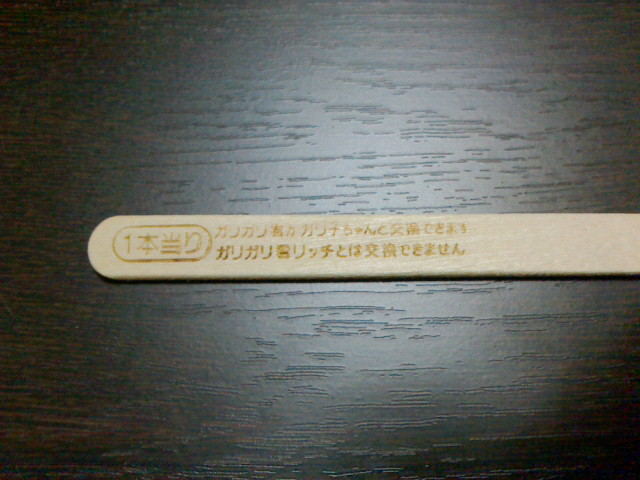 1本当り
ガリガリ君かガリ子ちゃんと交換できます
ガリガリ君リッチとは交換できません